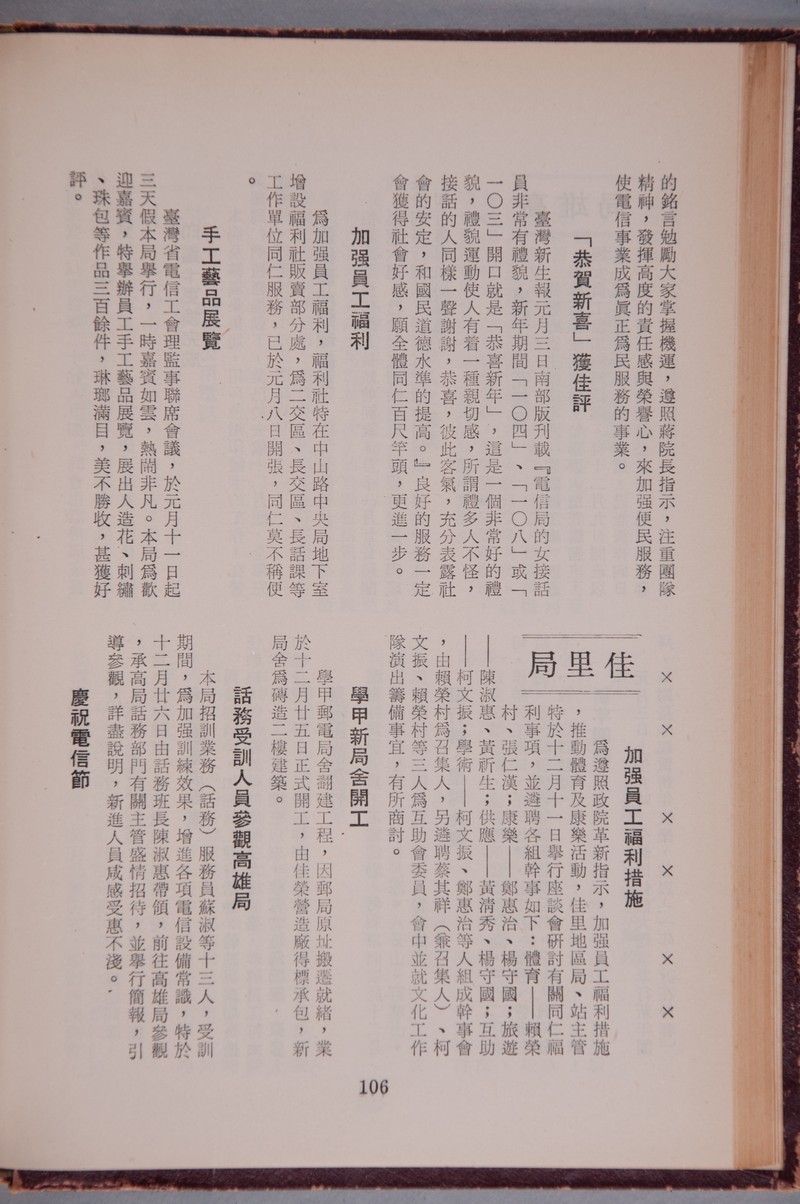 的銘言勉勵大家掌握機運，遵照蔣院長指示，注重團隊
精神，發揮高度的責任感與榮譽心，來加强便民服務，
使電信事業成爲眞正爲民服務的事業。
「恭賀新喜」獲佳評
臺灣新生報元月三日南部版刋載『電信局的女接話
員非常有禮貌，新年期間「一〇四」、「一〇八」或「
一〇三」開口就是「恭喜新年」，這是一個非常好的禮
貌，禮貌運動使人有着一種親切感，所謂禮多人不怪，
接話的人同樣一聲謝謝，恭喜，彼此客氣，充分表露社
會的安定，和國民道德水準的提高。』良好的服務一定
會獲得社會好感，願全體同仁百尺竿頭，更進一步。
加强員工福利
爲加强員工福利，福利社特在中山路中央局地下室
增設福利社販賣部分處，爲二交區、長交區、長話課等
工作單位同仁服務，已於元月八日開張，同仁莫不稱便
。
手工藝品展覽
臺灣省電信工會理監事聯席會議，於元月十一日起
三天假本局舉行，一時嘉賓如雲，熱鬧非凡。本局爲歡
迎嘉賓，特舉辦員工手工藝品展覽，展出人造花、刺繡
、珠包等作品三百餘件，琳瑯滿目，美不勝收，甚獲好
評。
× × × × × ×
佳里局
加强員工福利措施
爲遵照政院革新指示，加强員工福利措施
，推動體育及康樂活動，佳里地區局、站主管
特於十二月十一日舉行座談會硏討有關同仁福
利事項，並遴聘各組幹事如下：體育——賴榮
村、張仁漢；康樂——鄭惠治、楊守國；旅遊
——陳淑惠、黃祈生；供應——黃淸秀、楊守國；互助
——柯文振；學術——柯文振、鄭惠治等人組成幹事會
，由賴榮村爲召集人，另遴聘蔡其祥（兼召集人）、柯
文振、賴榮村等三人爲互助會委員，會中並就文化工作
隊演出籌備事宜，有所商討。
學甲新局舍開工
學甲郵電局舍翻建工程，因郵局原址搬遷就緒，業
於十二月廿五日正式開工，由佳榮營造廠得標承包，新
局舍爲磚造二樓建築。
話務受訓人員參觀高雄局
本局招訓業務（話務）服務員蘇淑等十三人，受訓
期間，爲加强訓練效果，增進各項電信設備常識，特於
十二月廿六日由話務班長陳淑惠帶領，前往高雄局參觀
，承高局話務部門有關主管盛情招待，並舉行簡報，引
導參觀，詳盡說明，新進人員咸感受惠不淺。
慶祝電信節
106